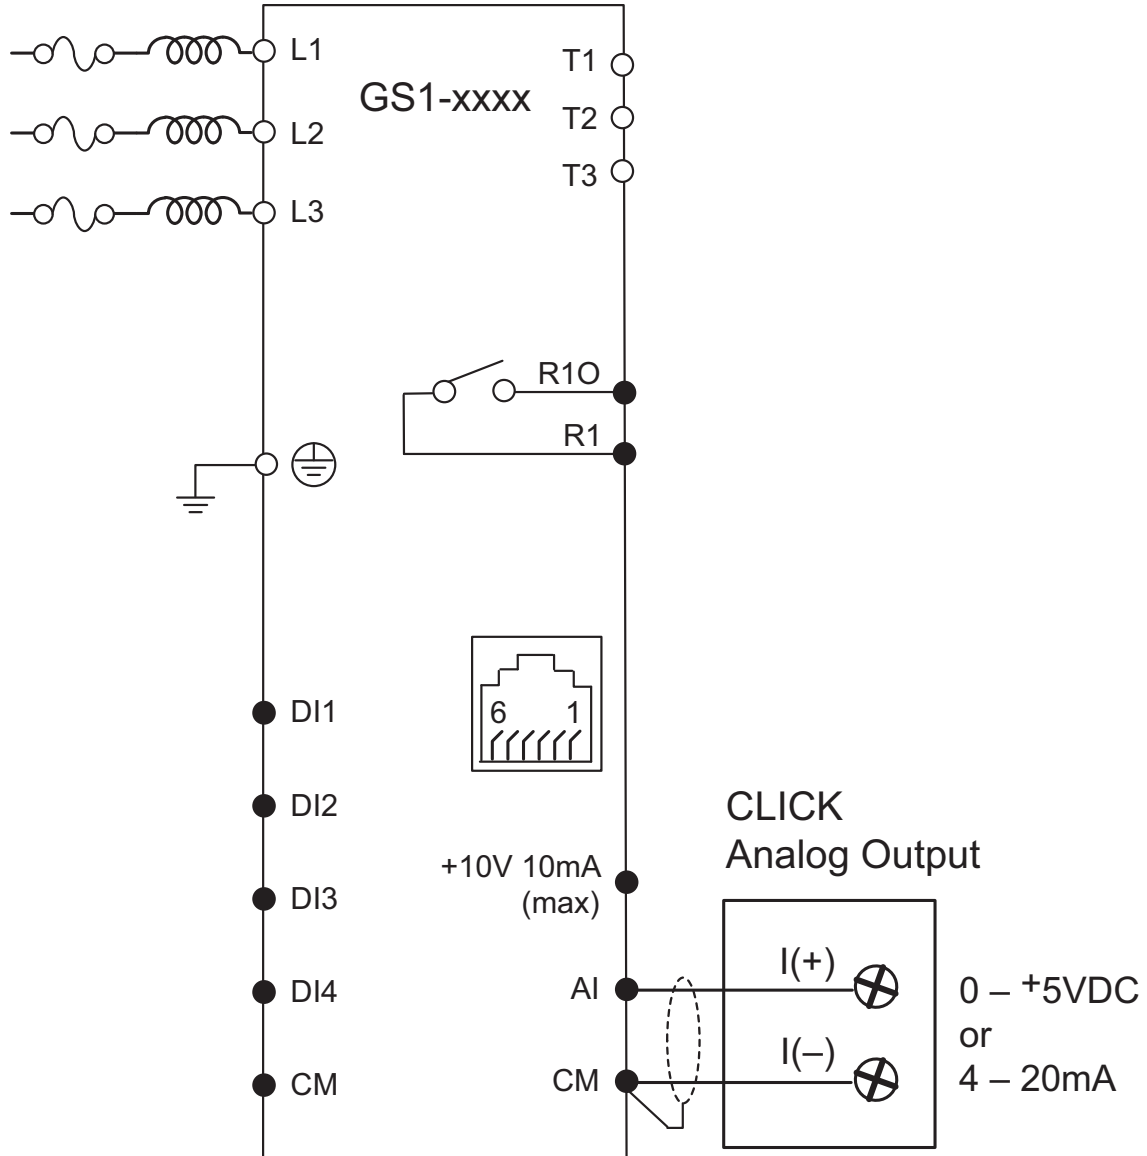 L1
T1
GS1-xxxx
T2
L2
T3
L3
R1O
R1
6 1
DI1
DI2
CLICK
Analog Output
+10V 10mA
(max)
DI3
I(+)
AI
DI4
0 – +5VDC
or
I(–)
CM
CM
4 – 20mA